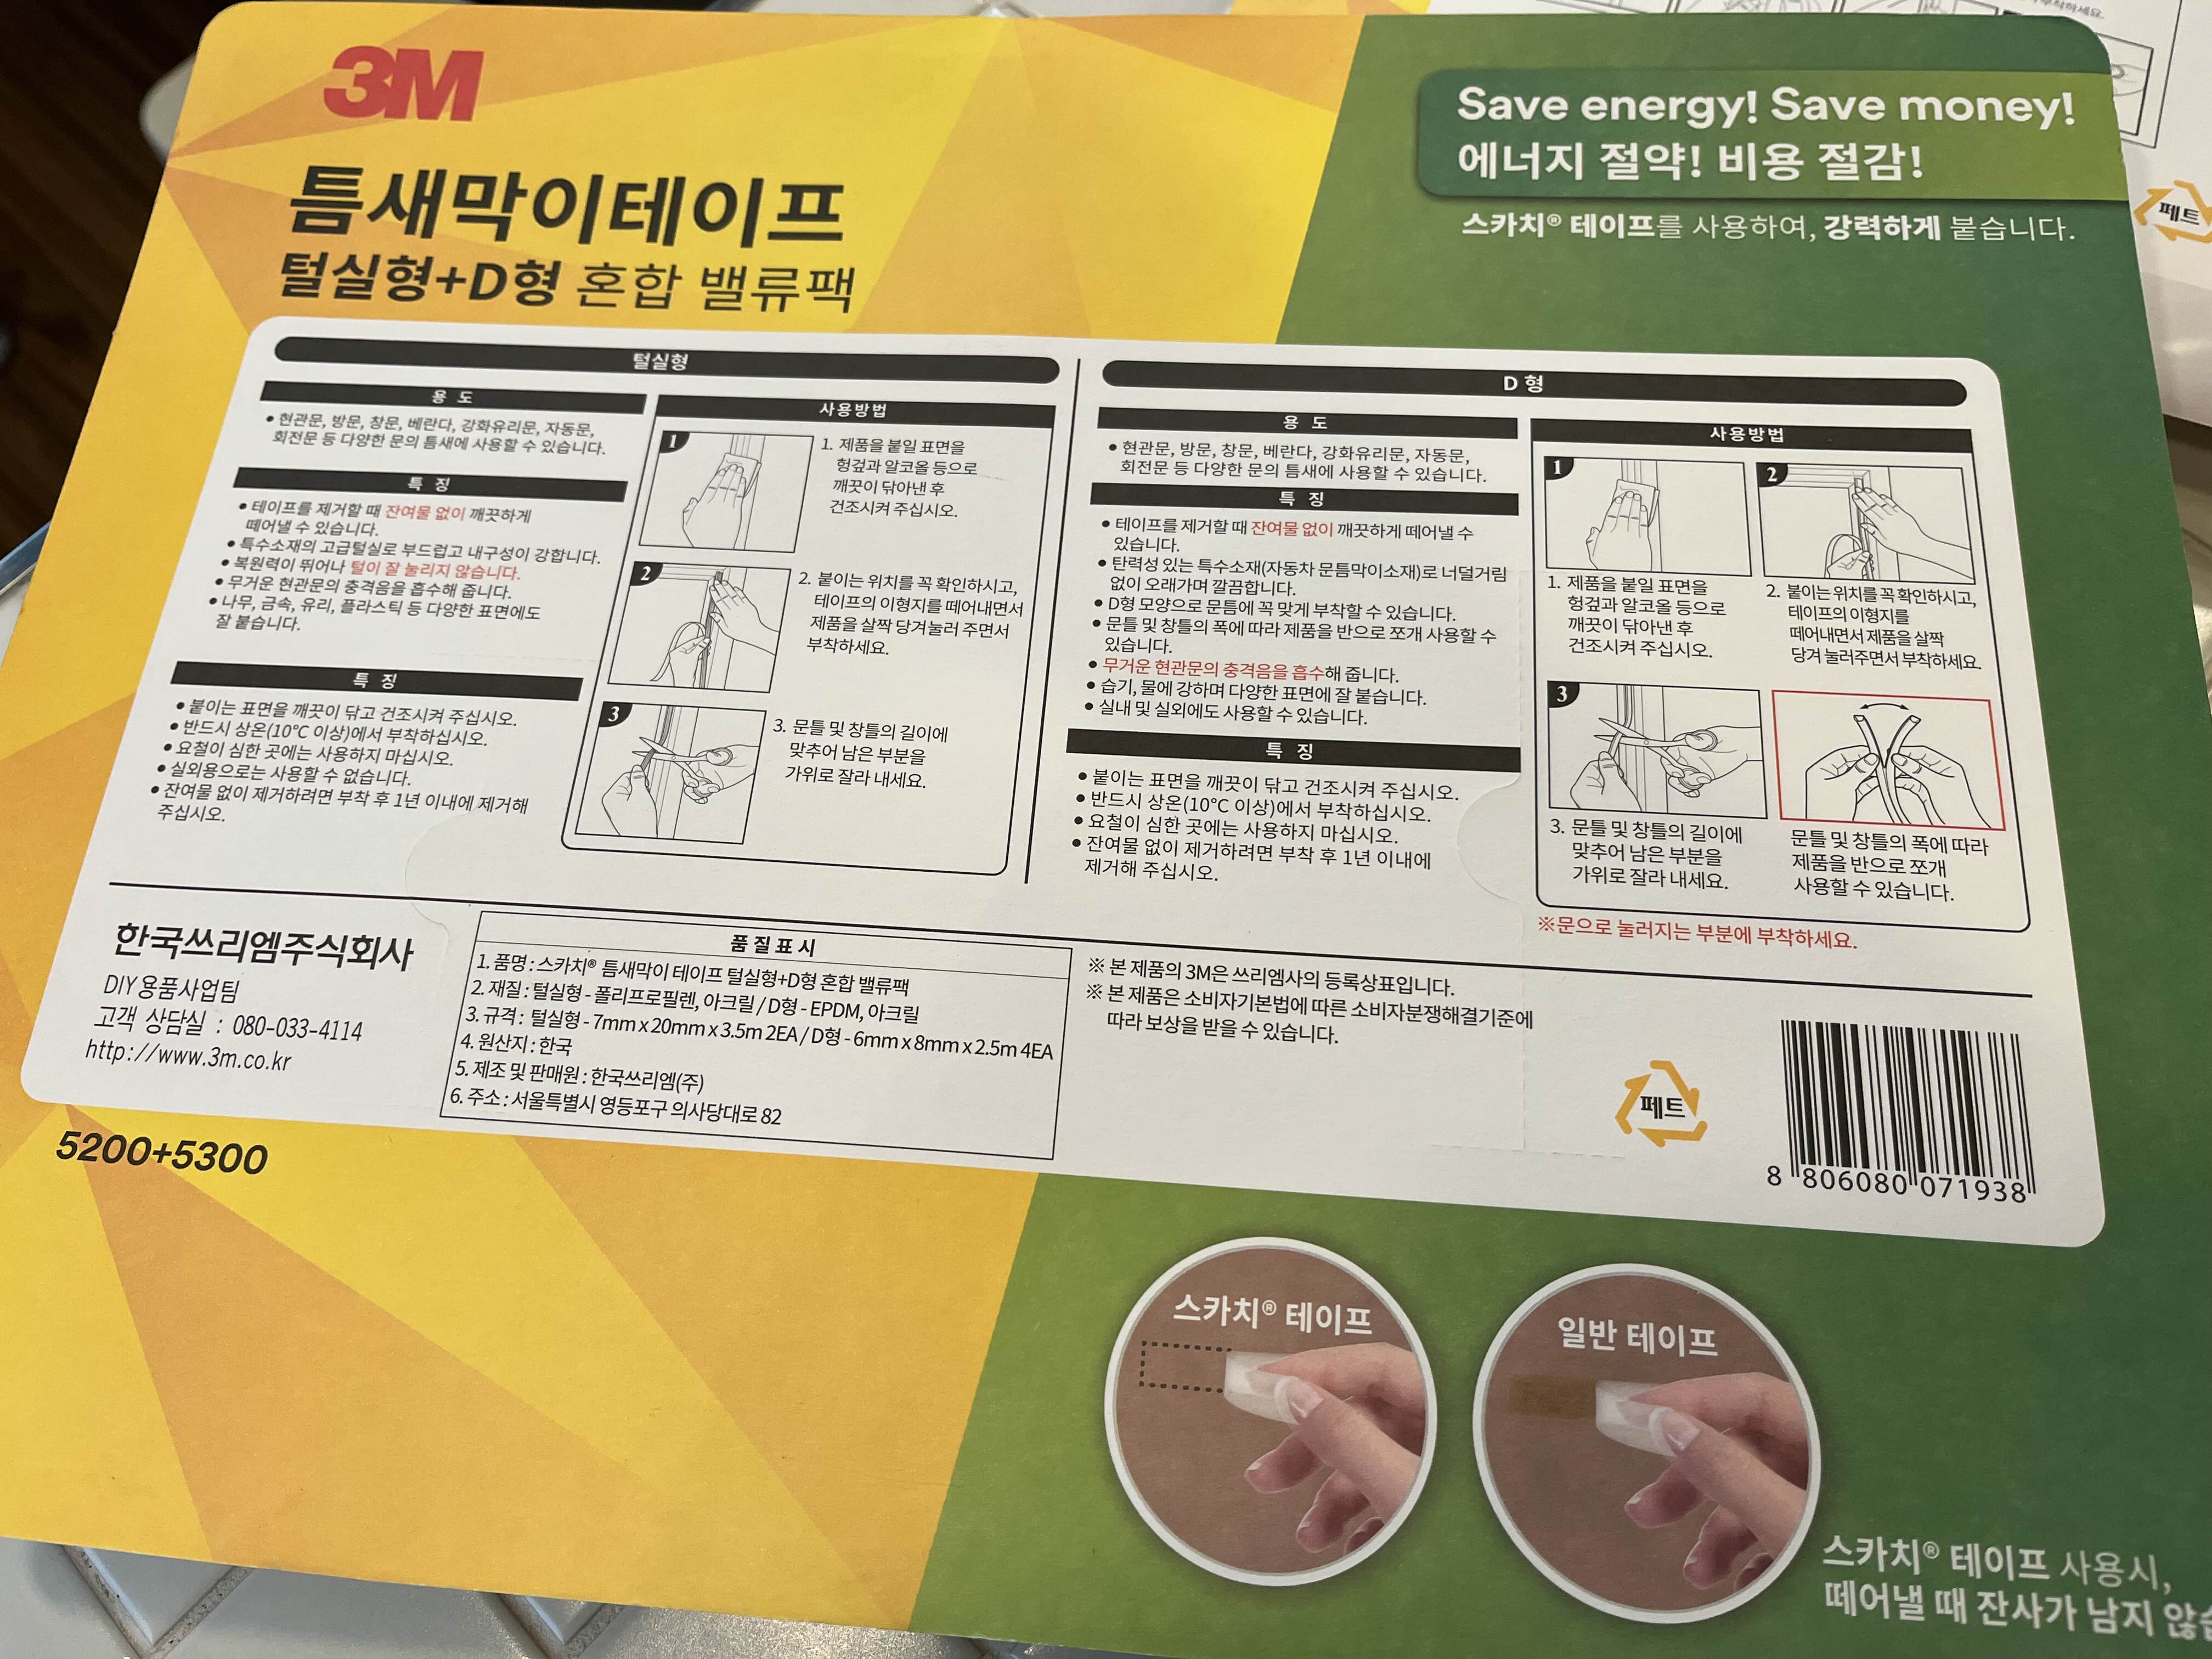 3M
틈새막이테이프
털실형+D형 혼합 밸류팩
Save energy! Save money!
에너지 절약! 비용 절감!
스카치® 테이프를 사용하여, 강력하게 붙습니다.
털실형
용 도
• 현관문, 방문, 창문, 베란다, 강화유리문, 자동문,
회전문 등 다양한 문의 틈새에 사용할 수 있습니다.
특 징
• 테이프를 제거할 때 잔여물 없이 깨끗하게
떼어낼 수 있습니다.
• 특수소재의 고급털실로 부드럽고 내구성이 강합니다.
• 복원력이 뛰어나 털이 잘 눌리지 않습니다.
• 무거운 현관문의 충격음을 흡수해 줍니다.
• 나무, 금속, 유리, 플라스틱 등 다양한 표면에도
잘 붙습니다.
특 징
• 붙이는 표면을 깨끗이 닦고 건조시켜 주십시오.
• 반드시 상온(10℃ 이상)에서 부착하십시오.
• 요철이 심한 곳에는 사용하지 마십시오.
• 실외용으로는 사용할 수 없습니다.
• 잔여물 없이 제거하려면 부착 후 1년 이내에 제거해
주십시오.
사용방법
1
1. 제품을 붙일 표면을
헝겊과 알코올 등으로
깨끗이 닦아낸 후
건조시켜 주십시오.
2
2. 붙이는 위치를 꼭 확인하시고,
테이프의 이형지를 떼어내면서
제품을 살짝 당겨눌러 주면서
부착하세요.
3
3. 문틀 및 창틀의 길이에
맞추어 남은 부분을
가위로 잘라 내세요.
D 형
용 도
• 현관문, 방문, 창문, 베란다, 강화유리문, 자동문,
회전문 등 다양한 문의 틈새에 사용할 수 있습니다.
특 징
• 테이프를 제거할 때 잔여물 없이 깨끗하게 떼어낼 수
있습니다.
• 탄력성 있는 특수소재(자동차 문틈막이소재)로 너덜거림
없이 오래가며 깔끔합니다.
• D형 모양으로 문틈에 꼭 맞게 부착할 수 있습니다.
• 문틀 및 창틀의 폭에 따라 제품을 반으로 쪼개 사용할 수
있습니다.
• 무거운 현관문의 충격음을 흡수해 줍니다.
• 습기, 물에 강하며 다양한 표면에 잘 붙습니다.
• 실내 및 실외에도 사용할 수 있습니다.
특 징
• 붙이는 표면을 깨끗이 닦고 건조시켜 주십시오.
• 반드시 상온(10℃ 이상)에서 부착하십시오.
• 요철이 심한 곳에는 사용하지 마십시오.
• 잔여물 없이 제거하려면 부착 후 1년 이내에
제거해 주십시오.
사용방법
1
1. 제품을 붙일 표면을
헝겊과 알코올 등으로
깨끗이 닦아낸 후
건조시켜 주십시오.
2
2. 붙이는 위치를 꼭 확인하시고,
테이프의 이형지를
떼어내면서 제품을 살짝
당겨 눌러주면서 부착하세요.
3
3. 문틀 및 창틀의 길이에
맞추어 남은 부분을
가위로 잘라 내세요.
문틀 및 창틀의 폭에 따라
제품을 반으로 쪼개
사용할 수 있습니다.
※문으로 눌러지는 부분에 부착하세요.
한국쓰리엠주식회사
DIY용품사업팀
고객 상담실 : 080-033-4114
http://www.3m.co.kr
품 질 표 시
1. 품명 : 스카치® 틈새막이 테이프 털실형+D형 혼합 밸류팩
2. 재질 : 털실형 - 폴리프로필렌, 아크릴 / D형 - EPDM, 아크릴
3. 규격 : 털실형 - 7mm x 20mm x 3.5m 2EA / D형 - 6mm x 8mm x 2.5m 4EA
4. 원산지 : 한국
5. 제조 및 판매원 : 한국쓰리엠(주)
6. 주소 : 서울특별시 영등포구 의사당대로 82
※ 본 제품의 3M은 쓰리엠사의 등록상표입니다.
※ 본 제품은 소비자기본법에 따른 소비자분쟁해결기준에
따라 보상을 받을 수 있습니다.
페트
8 806080 071938
5200+5300
스카치® 테이프
일반 테이프
스카치® 테이프 사용시,
떼어낼 때 잔사가 남지
페트